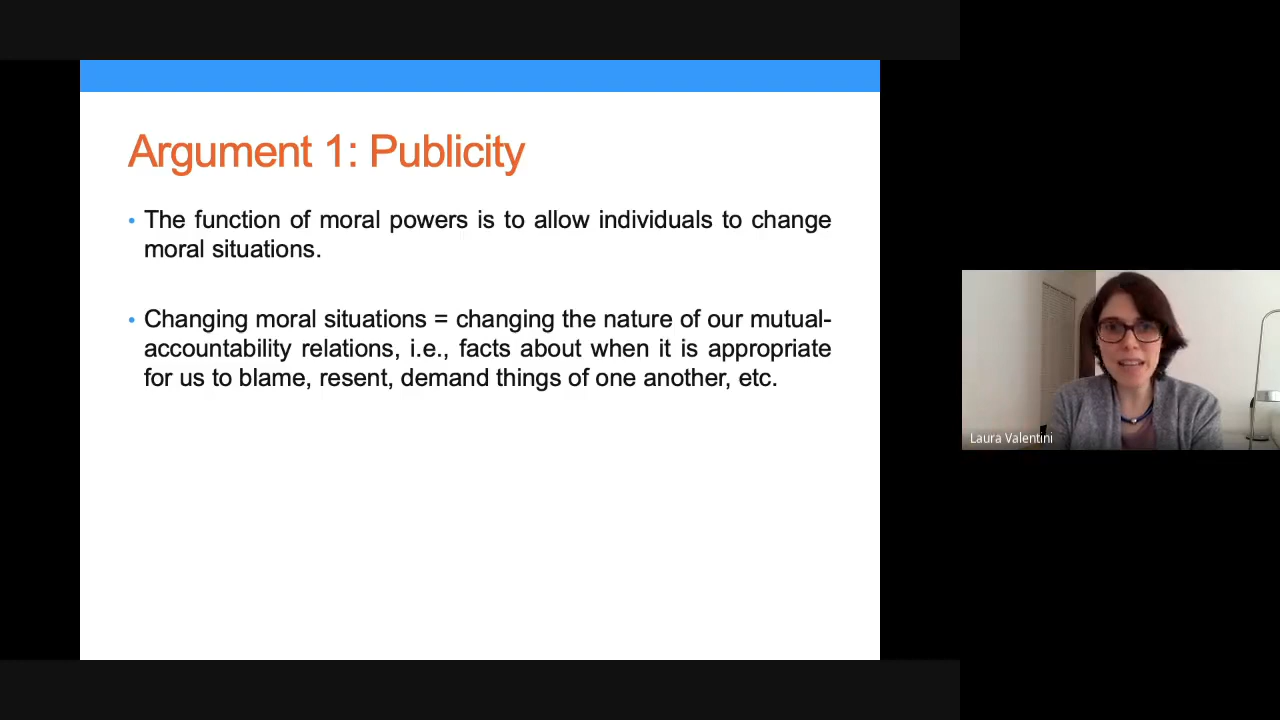 Argument 1: Publicity
• The function of moral powers is to allow individuals to change
moral situations.
• Changing moral situations = changing the nature of our mutual-
accountability relations, i.e., facts about when it is appropriate
for us to blame, resent, demand things of one another, etc.
Laura Valentini